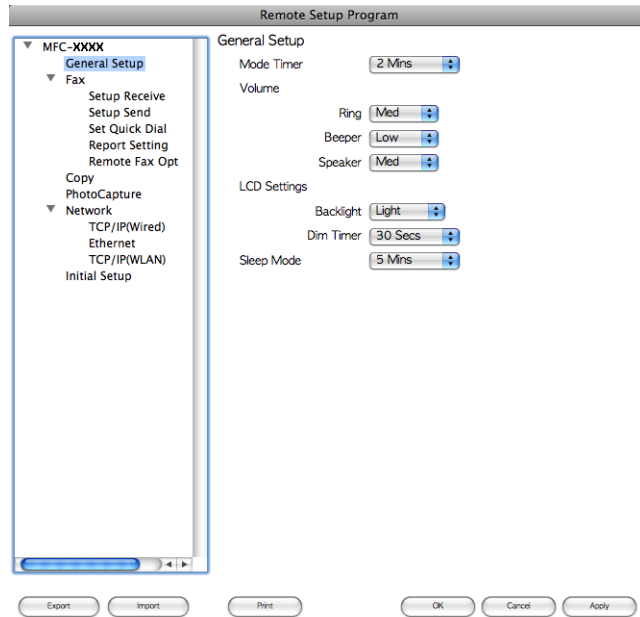 Remote Setup Program
MFC-XXXX
General Setup
Fax
Setup Receive
Setup Send
Set Quick Dial
Report Setting
Remote Fax Opt
Copy
PhotoCapture
Network
TCP/IP(Wired)
Ethernet
TCP/IP(WLAN)
Initial Setup
General Setup
Mode Timer 2 Mins
Volume
Ring Med
Beeper Low
Speaker Med
LCD Settings
Backlight Light
Dim Timer 30 Secs
Sleep Mode 5 Mins
Export Import Print OK Cancel Apply